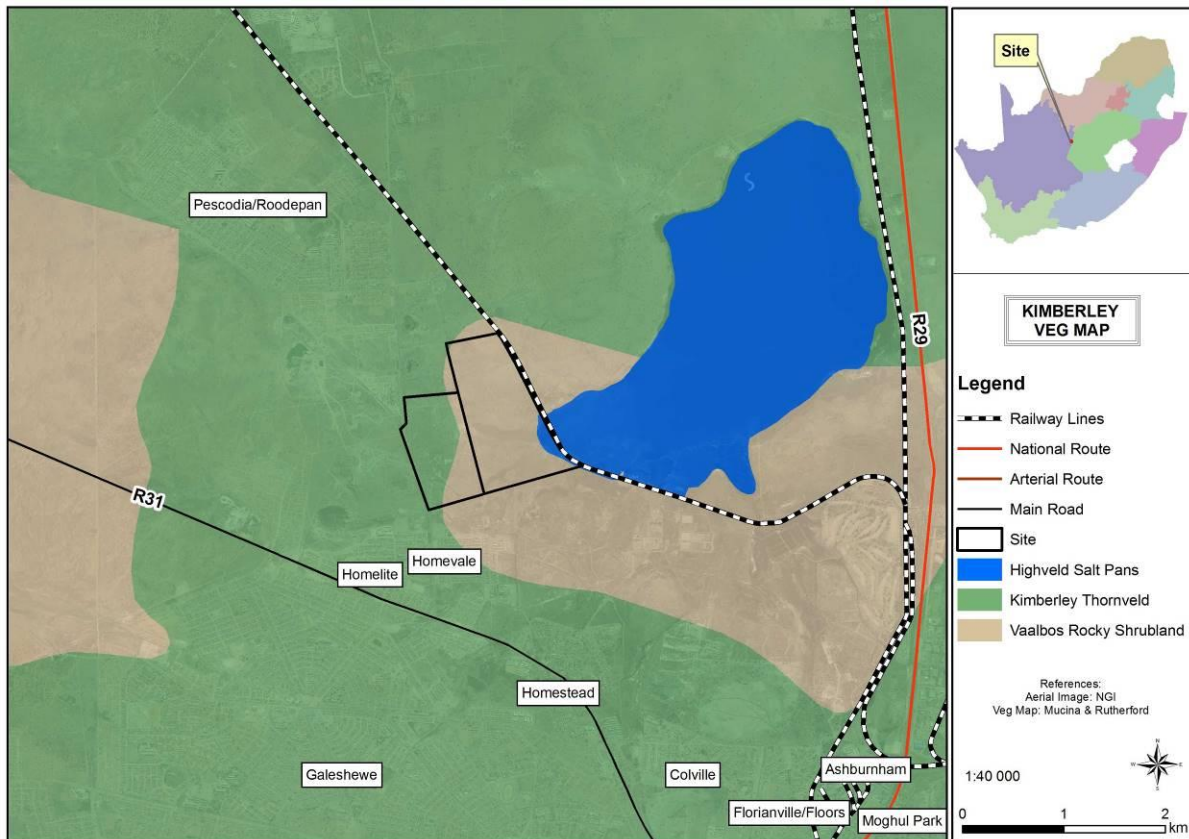 Pescodia/Roodepan
R29
R31
Homevale
Homelite
Homestead
Galeshewe
Colville
Ashburnham
Florianville/Floors
Moghul Park
Site
KIMBERLEY
VEG MAP
Legend
Railway Lines
National Route
Arterial Route
Main Road
Site
Highveld Salt Pans
Kimberley Thornveld
Vaalbos Rocky Shrubland
References:
Aerial Image: NGI
Veg Map: Mucina & Rutherford
N
W E
S
1:40 000
0 1 2
km